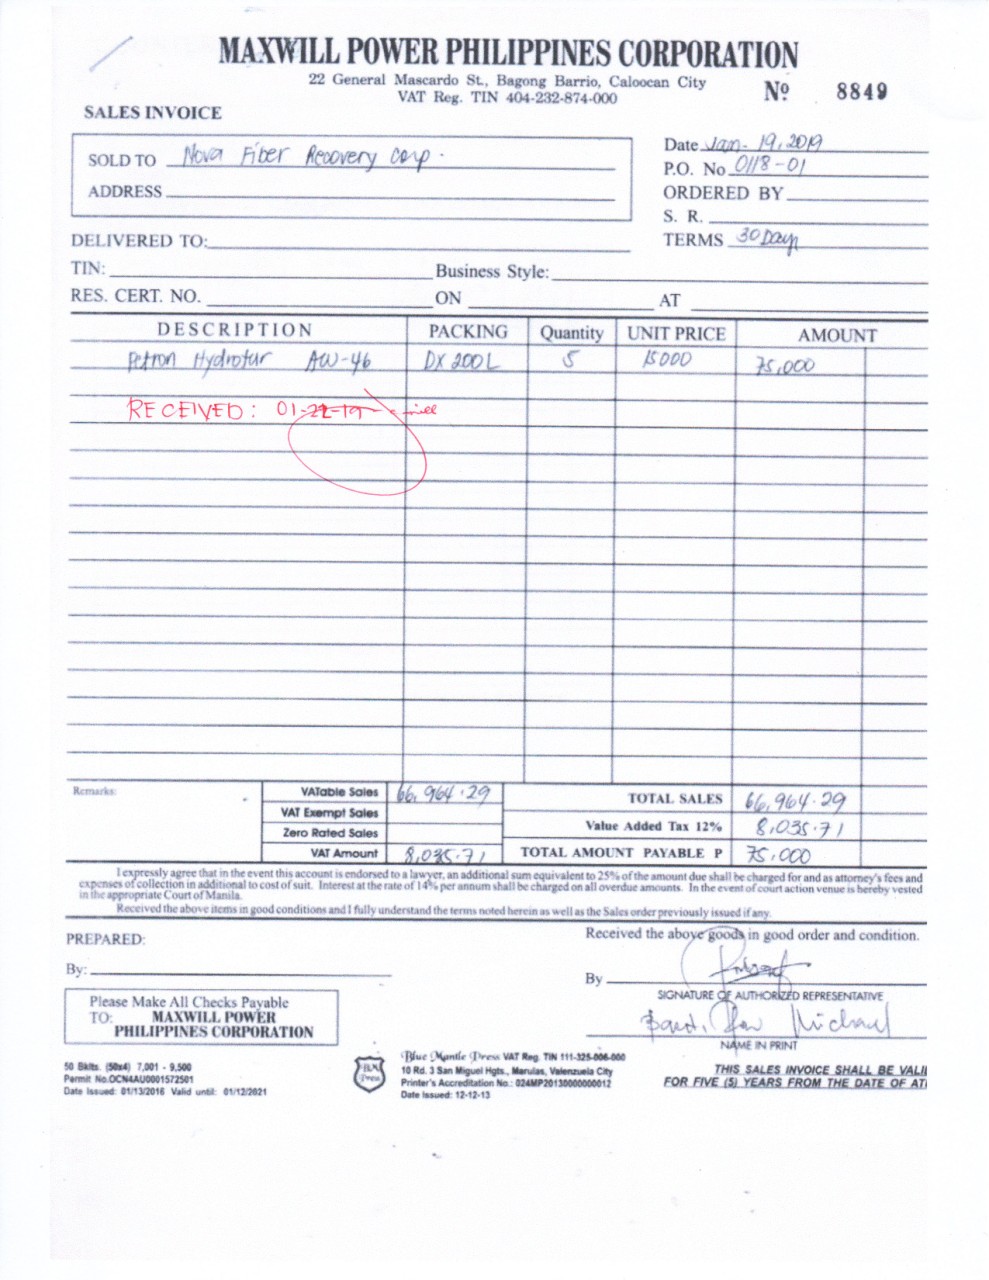 MAXWILL POWER PHILIPPINES CORPORATION
22 General Mascardo St., Bagong Barrio, Caloocan City
VAT Reg. TIN 404-232-874-000
Nº 8849
SALES INVOICE
SOLD TO Nova Fiber Recovery Corp.
ADDRESS
Date Jan. 19, 2019
P.O. No 0118-01
ORDERED BY
S. R.
TERMS 30 Days
DELIVERED TO:
TIN: Business Style:
RES. CERT. NO. ON AT
DESCRIPTION PACKING Quantity UNIT PRICE AMOUNT
Petron Hydrotur AW-46 DX 200L 5 15000 75,000
RECEIVED: 01-22-19
Remarks:
VATable Sales 66,964.29
VAT Exempt Sales
Zero Rated Sales
VAT Amount 8,035.71
TOTAL SALES 66,964.29
Value Added Tax 12% 8,035.71
TOTAL AMOUNT PAYABLE P 75,000
I expressly agree that in the event this account is endorsed to a lawyer, an additional sum equivalent to 25% of the amount due shall be charged for and as attorney's fees and
expenses of collection in additional to cost of suit. Interest at the rate of 14% per annum shall be charged on all overdue amounts. In the event of court action venue is hereby vested
in the appropriate Court of Manila.
Received the above items in good conditions and I fully understand the terms noted herein as well as the Sales order previously issued if any.
PREPARED:
By:
Received the above goods in good order and condition.
By
SIGNATURE OF AUTHORIZED REPRESENTATIVE
Michael
NAME IN PRINT
Please Make All Checks Payable
TO: MAXWILL POWER
PHILIPPINES CORPORATION
50 Bklts. (50x4) 7,001 - 9,500
Permit No.OCN4AU0001572501
Date Issued: 01/13/2016 Valid until: 01/12/2021
Blue Mantle Press VAT Reg. TIN 111-325-006-000
10 Rd. 3 San Miguel Hgts., Marulas, Valenzuela City
Printer's Accreditation No.: 024MP20130000000012
Date Issued: 12-12-13
THIS SALES INVOICE SHALL BE VALI
FOR FIVE (5) YEARS FROM THE DATE OF AT